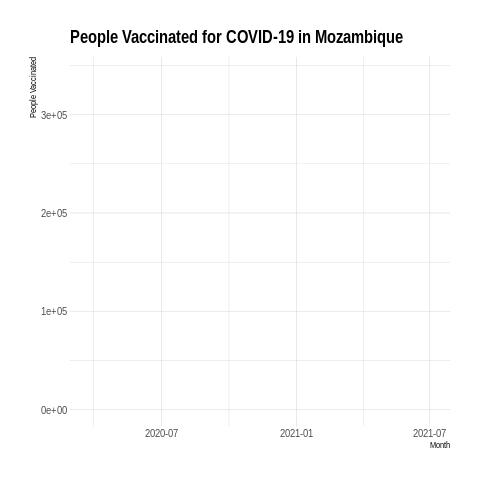 People Vaccinated for COVID-19 in Mozambique
People Vaccinated
3e+05
2e+05
1e+05
0e+00
2020-07 2021-01 2021-07
Month